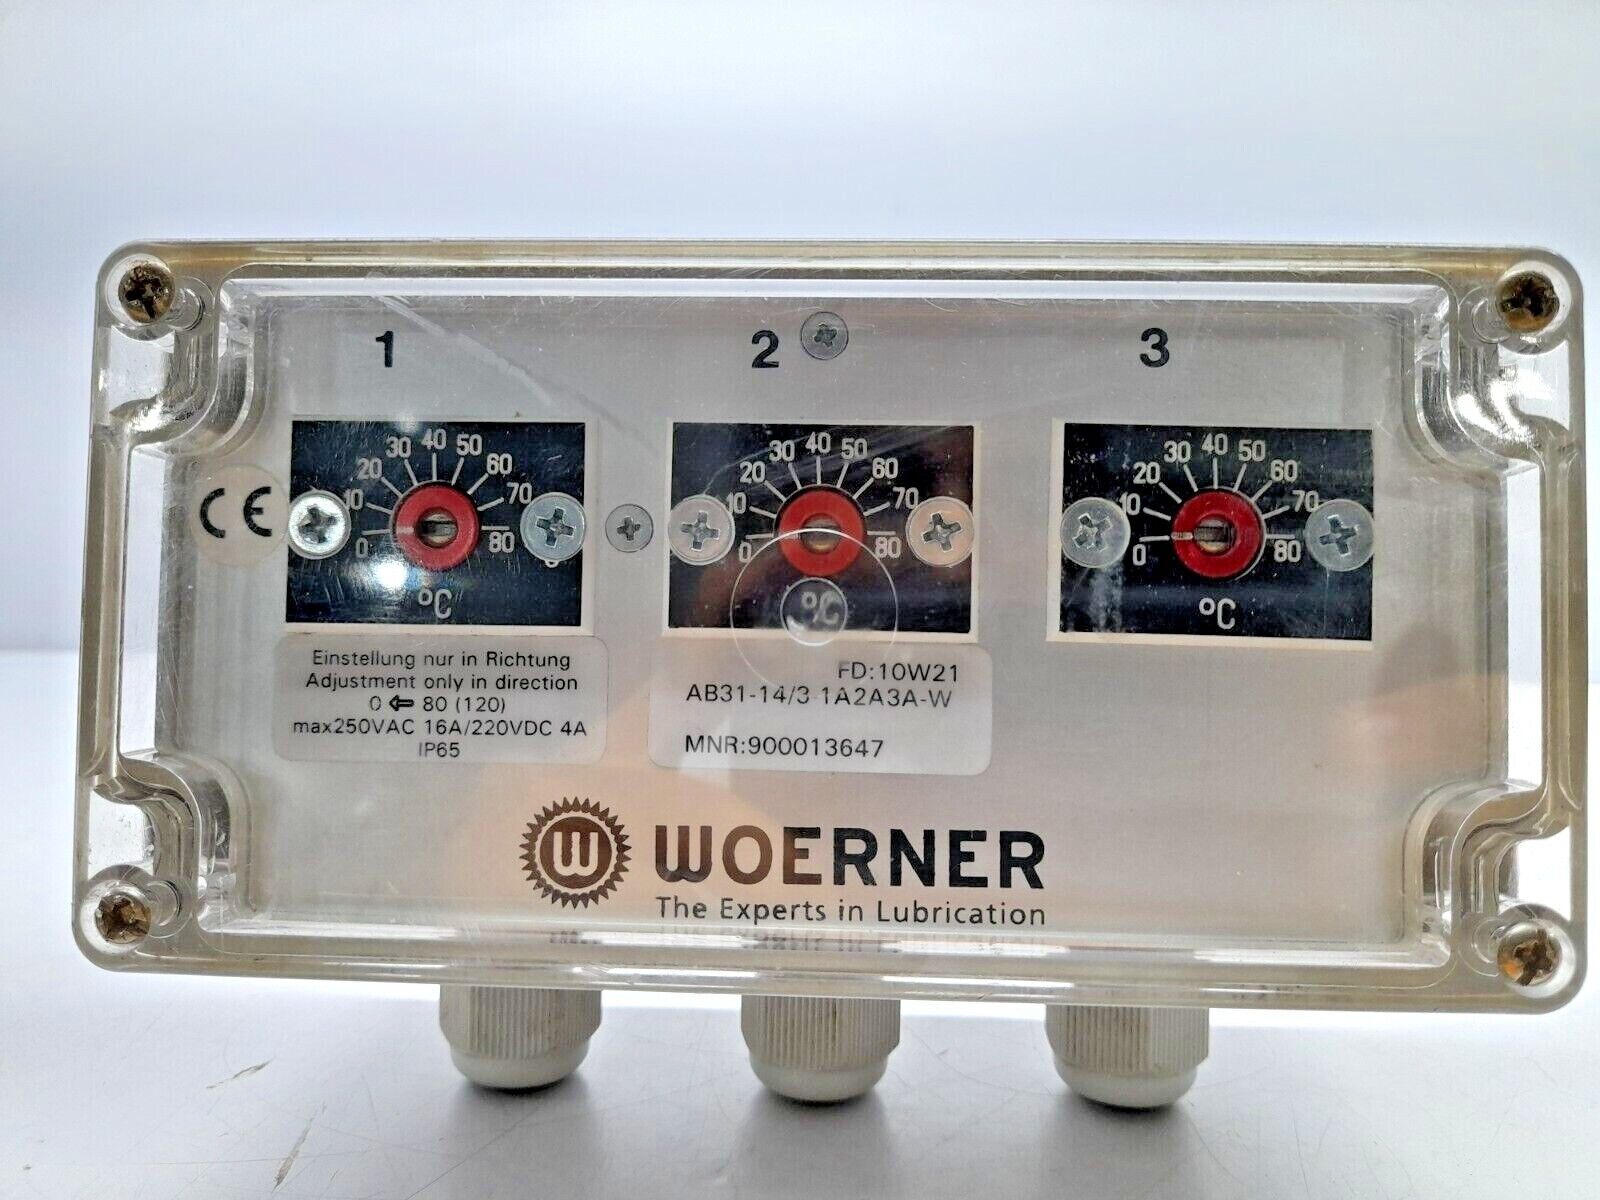 1
2
3
CE
0 10 20 30 40 50 60 70 80
°C
0 10 20 30 40 50 60 70 80
°C
0 10 20 30 40 50 60 70 80
°C
Einstellung nur in Richtung
Adjustment only in direction
0 ⇐ 80 (120)
max250VAC 16A/220VDC 4A
IP65
FD:10W21
AB31-14/3-1A2A3A-W
MNR:900013647
W WOERNER
The Experts in Lubrication